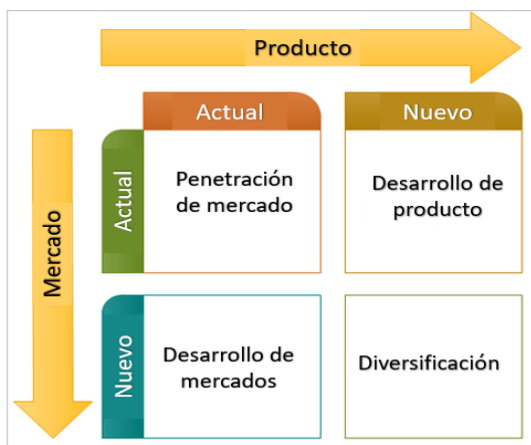 Producto
Actual
Nuevo
Mercado
Actual
Penetración
de mercado
Desarrollo de
producto
Nuevo
Desarrollo de
mercados
Diversificación